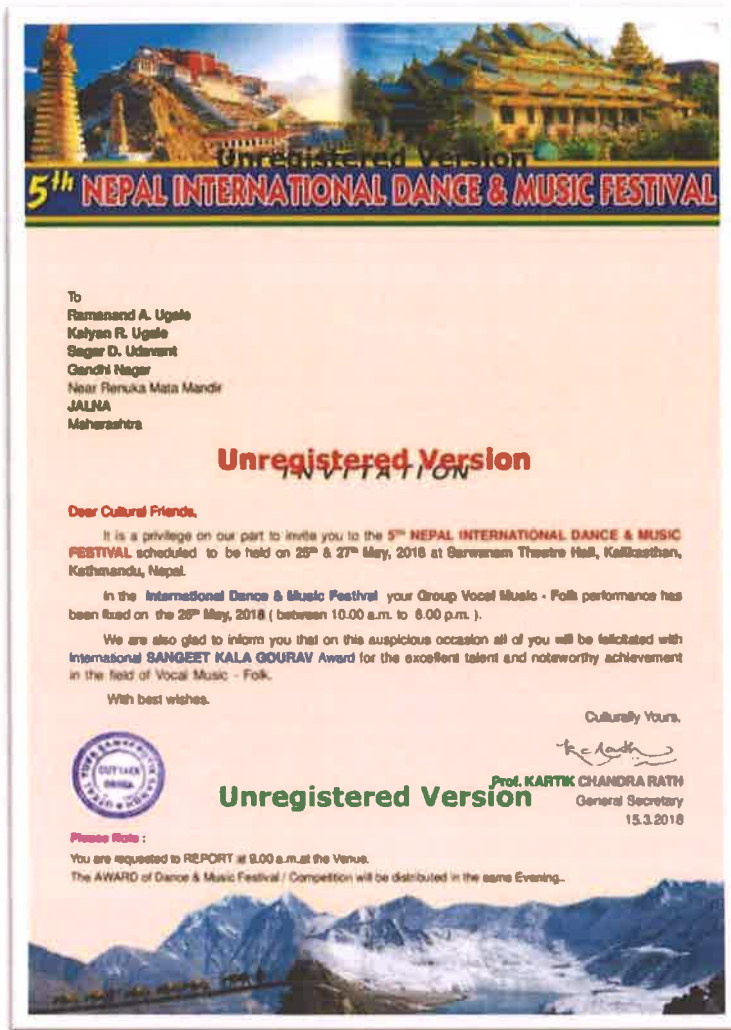 Unregistered Version
5th NEPAL INTERNATIONAL DANCE & MUSIC FESTIVAL
To
Ramanand A. Ugale
Kalyan R. Ugale
Sagar D. Udavant
Gandhi Nagar
Near Renuka Mata Mandir
JALNA
Maharashtra
Unregistered Version
INVITATION
Dear Cultural Friends,
It is a privilege on our part to invite you to the 5TH NEPAL INTERNATIONAL DANCE & MUSIC
FESTIVAL scheduled to be held on 26th & 27th May, 2018 at Sarwanam Theatre Hall, Kalikasthan,
Kathmandu, Nepal.
In the International Dance & Music Festival your Group Vocal Music - Folk performance has
been fixed on the 26th May, 2018 ( between 10.00 a.m. to 6.00 p.m. ).
We are also glad to inform you that on this auspicious occasion all of you will be felicitated with
International SANGEET KALA GOURAV Award for the excellent talent and noteworthy achievement
in the field of Vocal Music - Folk.
With best wishes.
Culturally Yours,
CUTTACK
Prof. KARTIK CHANDRA RATH
Unregistered Version
General Secretary
15.3.2018
Please Note :
You are requested to REPORT at 9.00 a.m.at the Venue.
The AWARD of Dance & Music Festival / Competition will be distributed in the same Evening..